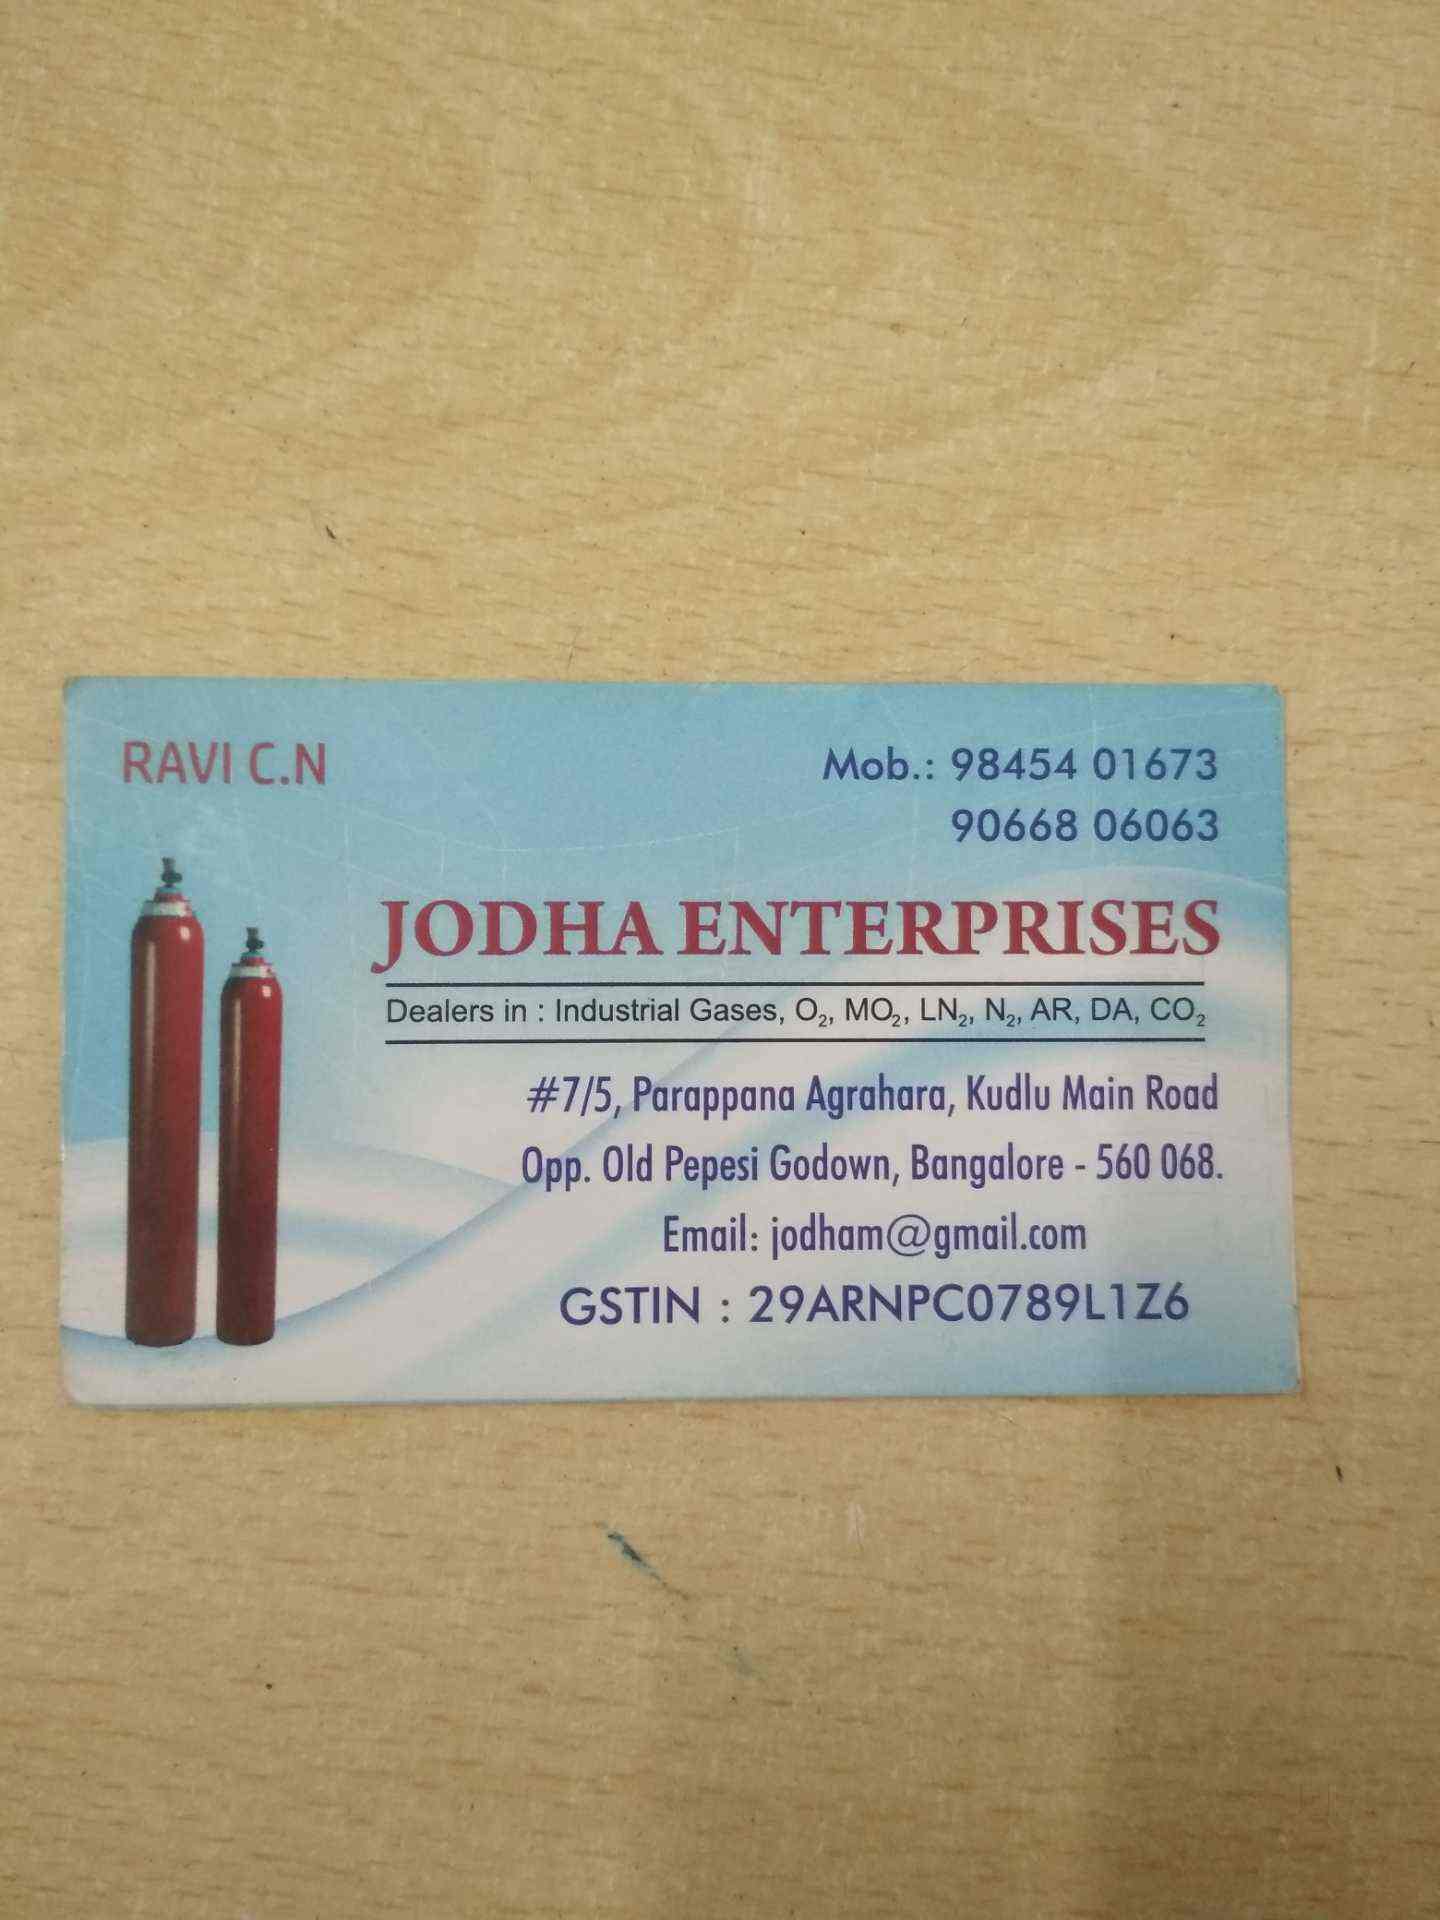 RAVI C.N
Mob.: 98454 01673
90668 06063
JODHA ENTERPRISES
Dealers in : Industrial Gases, O₂, MO₂, LN₂, N₂, AR, DA, CO₂
#7/5, Parappana Agrahara, Kudlu Main Road
Opp. Old Pepesi Godown, Bangalore - 560 068.
Email: jodham@gmail.com
GSTIN : 29ARNPC0789L1Z6